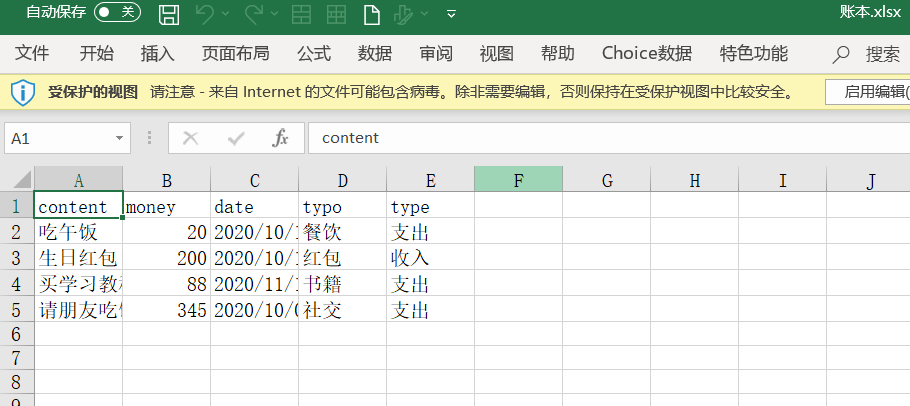 自动保存 关 账本.xlsx
文件 开始 插入 页面布局 公式 数据 审阅 视图 帮助 Choice数据 特色功能 搜索
受保护的视图 请注意 - 来自 Internet 的文件可能包含病毒。除非需要编辑，否则保持在受保护视图中比较安全。 启用编辑(
A1 fx content
A B C D E F G H I J
1 content money date typo type
2 吃午饭 20 2020/10/ 餐饮 支出
3 生日红包 200 2020/10/ 红包 收入
4 买学习教 88 2020/11/ 书籍 支出
5 请朋友吃 345 2020/10/ 社交 支出
6
7
8
9